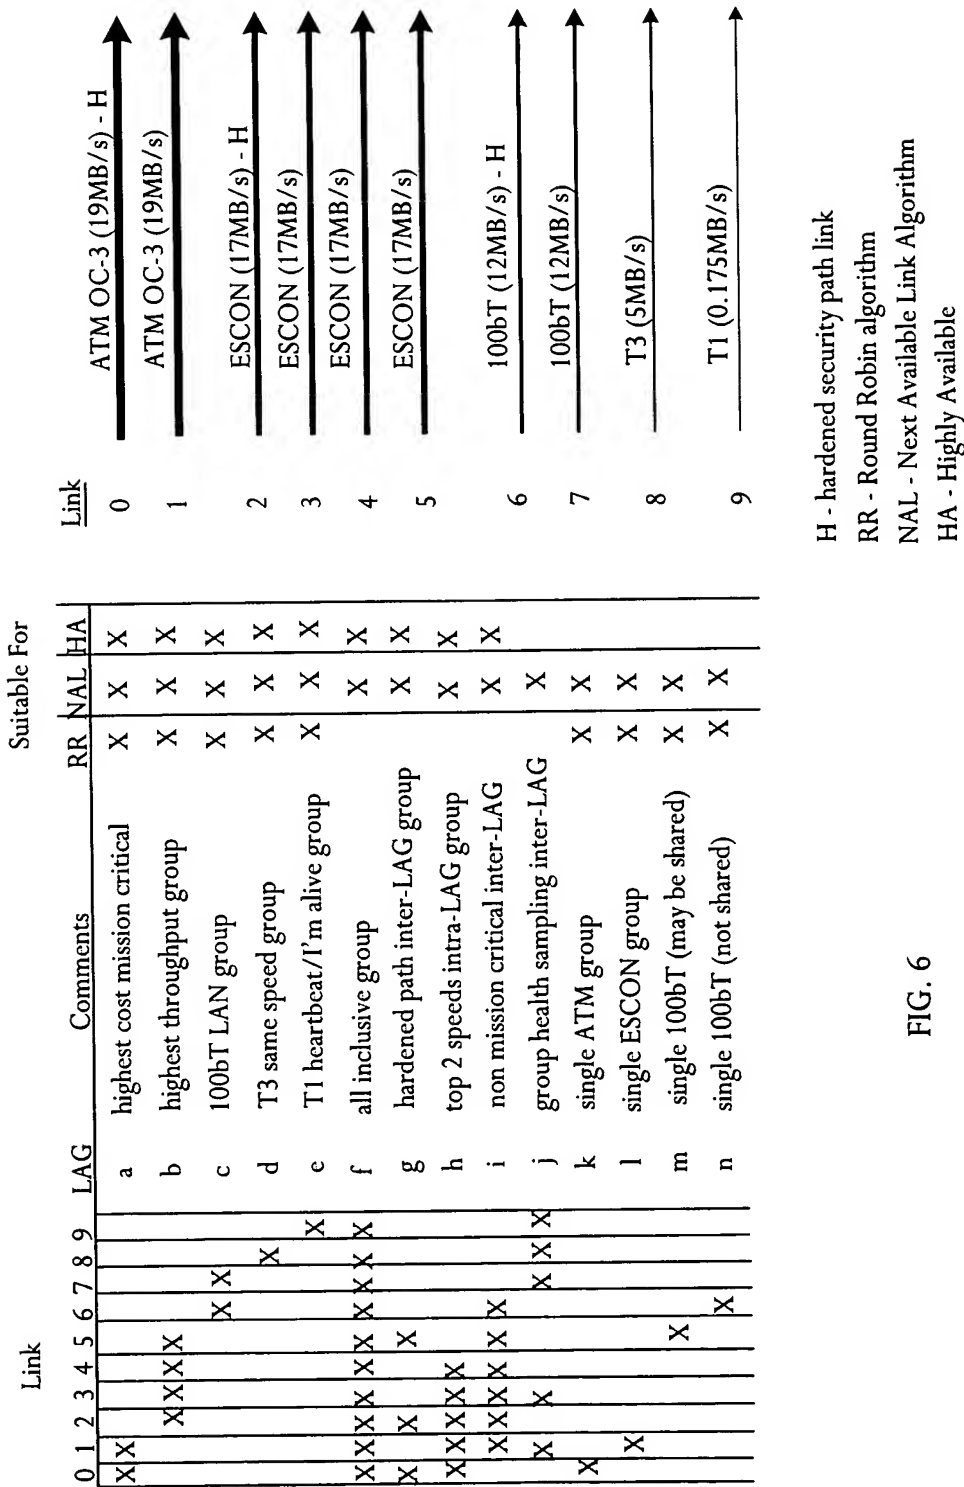 Link
Suitable For
0 1 2 3 4 5 6 7 8 9 LAG Comments RR NAL HA
X X a highest cost mission critical X X X
X X X X b highest throughput group X X X
X X c 100bT LAN group X X X
X d T3 same speed group X X X
X e T1 heartbeat/I'm alive group X X X
X X X X X X X X X X f all inclusive group X X
X X X g hardened path inter-LAG group X X
X X X X X h top 2 speeds intra-LAG group X X
X X X X X X i non mission critical inter-LAG X X
X X X X X j group health sampling inter-LAG X
X k single ATM group X X
X l single ESCON group X X
X m single 100bT (may be shared) X X
X n single 100bT (not shared) X X
Link
0 ATM OC-3 (19MB/s) - H
1 ATM OC-3 (19MB/s)
2 ESCON (17MB/s) - H
3 ESCON (17MB/s)
4 ESCON (17MB/s)
5 ESCON (17MB/s)
6 100bT (12MB/s) - H
7 100bT (12MB/s)
8 T3 (5MB/s)
9 T1 (0.175MB/s)
H - hardened security path link
RR - Round Robin algorithm
NAL - Next Available Link Algorithm
HA - Highly Available
FIG. 6